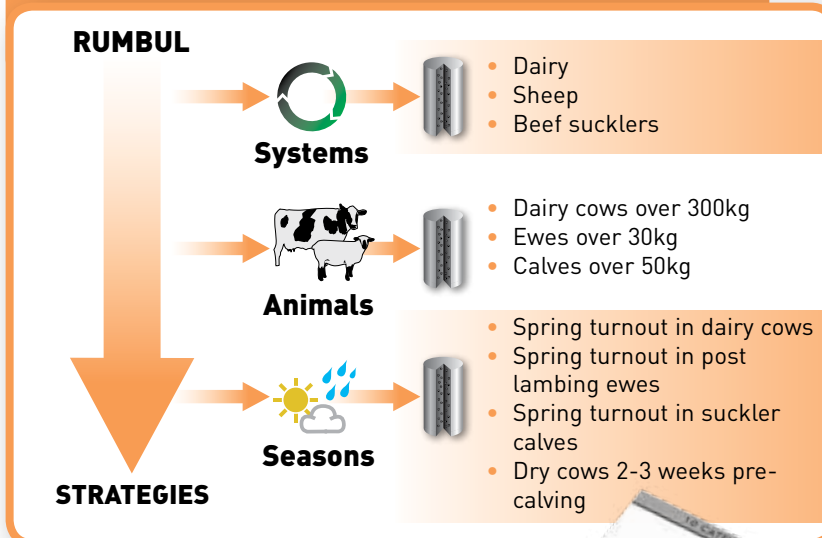 RUMBUL
Systems
• Dairy
• Sheep
• Beef sucklers
Animals
• Dairy cows over 300kg
• Ewes over 30kg
• Calves over 50kg
Seasons
• Spring turnout in dairy cows
• Spring turnout in post
lambing ewes
• Spring turnout in suckler
calves
• Dry cows 2-3 weeks pre-
calving
STRATEGIES